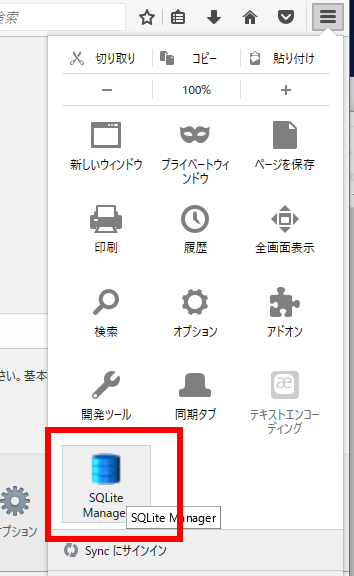 検索
切り取り コピー 貼り付け
− 100% +
新しいウィンドウ プライベートウィ ページを保存
ンドウ
印刷 履歴 全画面表示
検索 オプション アドオン
さい。基本
開発ツール 同期タブ テキストエンコー
ディング
SQLite
Manager
SQLite Manager
プション
Sync にサインイン